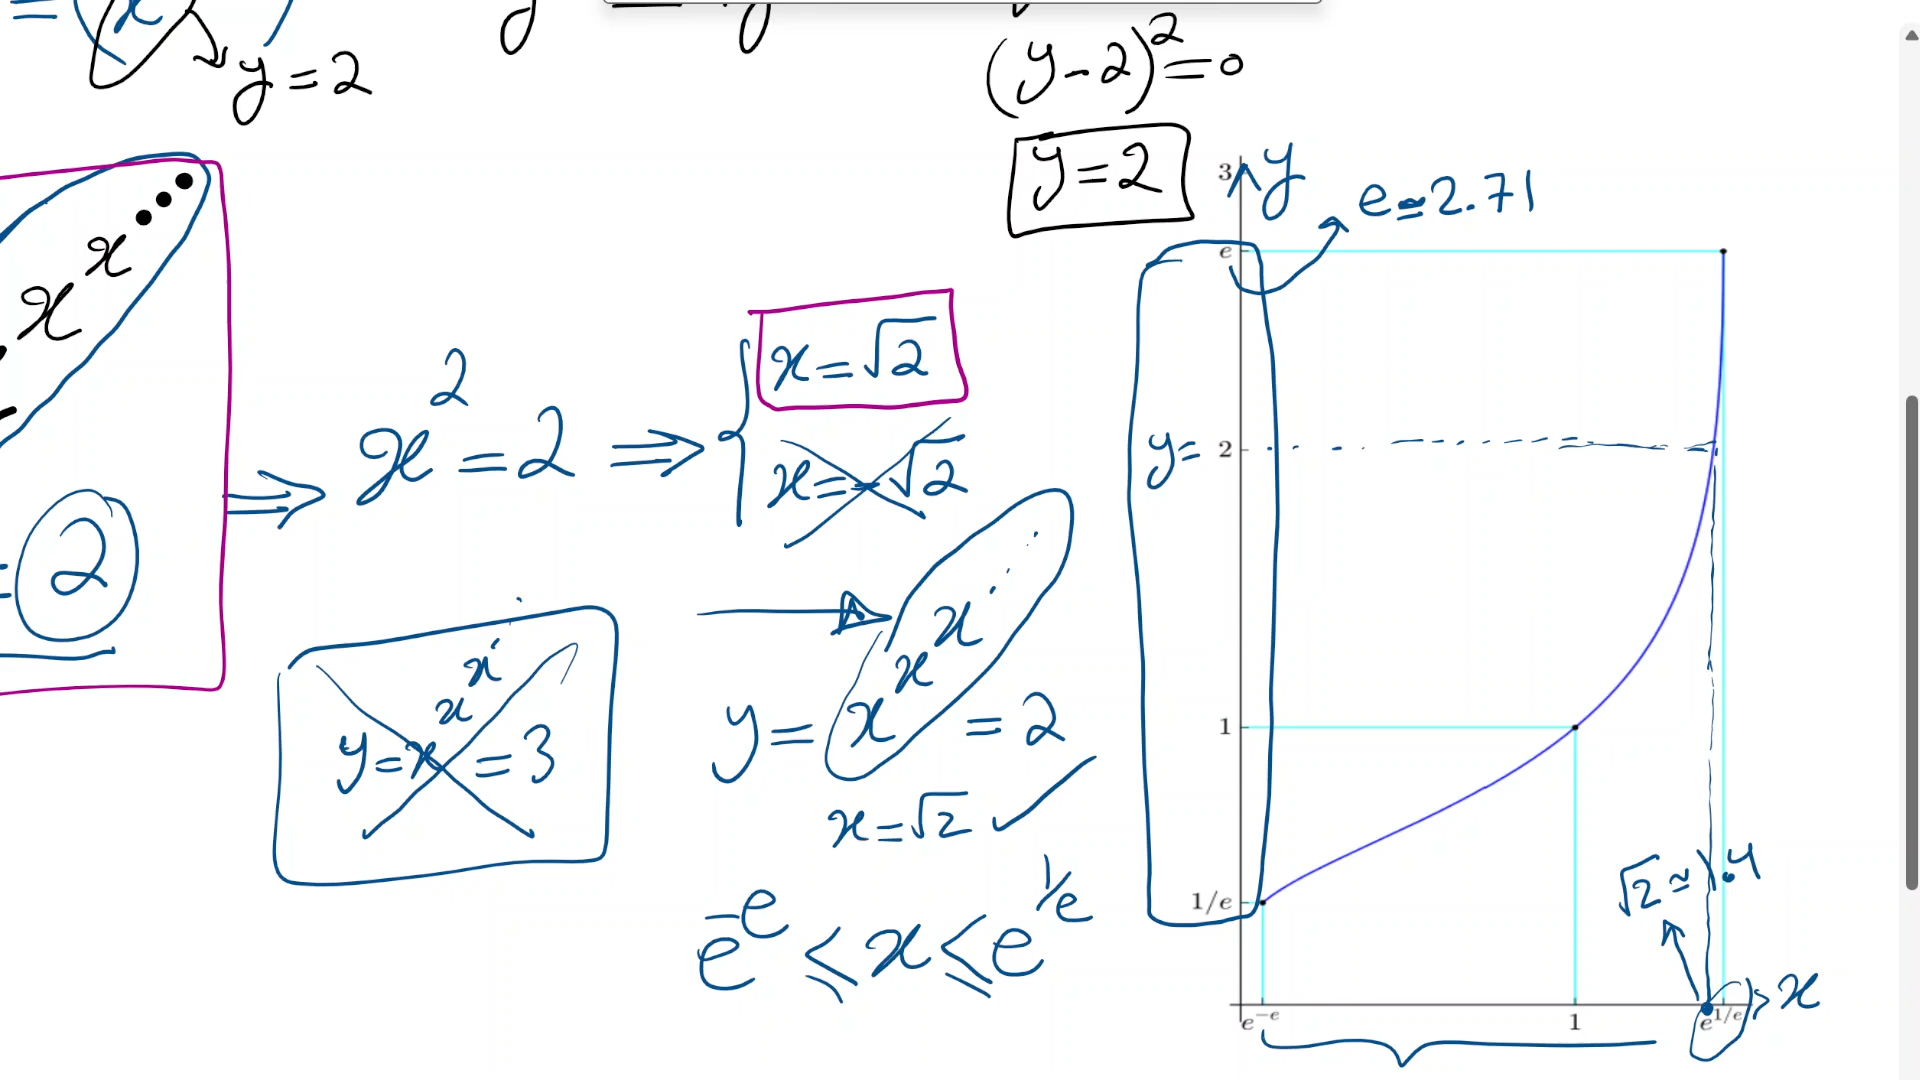 y = 2
(y-2)² = 0
y = 2
x^x^...
= 2
⇒ x² = 2 ⇒ { x = √2
x = -√2
y = x^x^x^. = 3
→ y = x^x^x^... = 2
x = √2 ✓
e^-e ≤ x ≤ e^1/e
3 y
e ≃ 2.71
e
y = 2
1
1/e
√2 ≃ 1.4
e^-e 1 e^1/e x